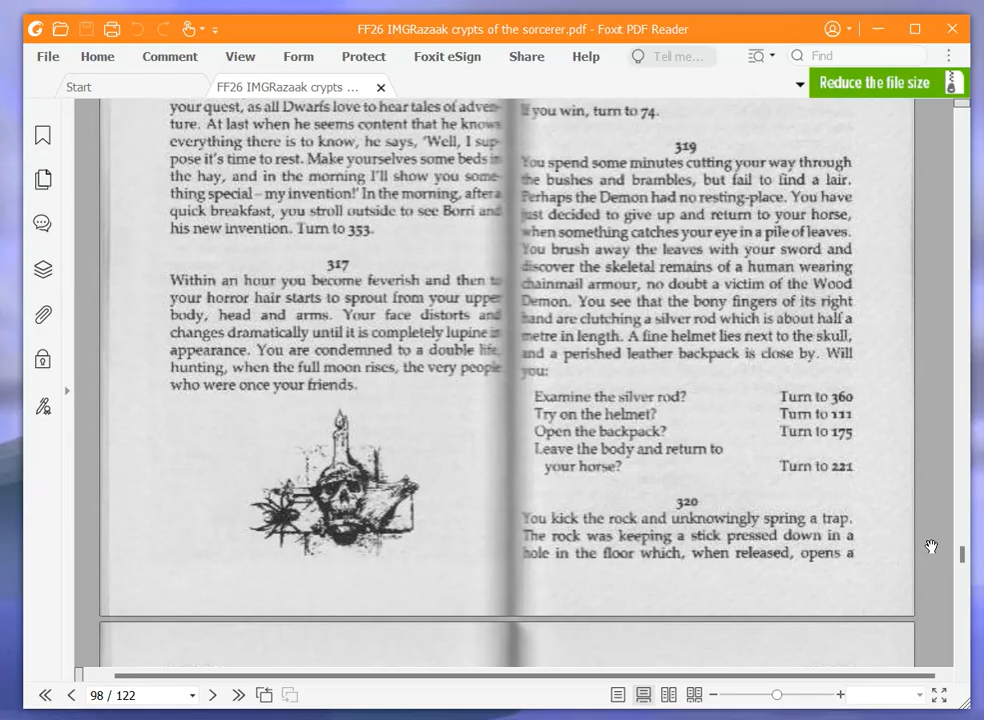 FF26 IMGRazaak crypts of the sorcerer.pdf - Foxit PDF Reader
File Home Comment View Form Protect Foxit eSign Share Help Tell me... Find
Start FF26 IMGRazaak crypts ... Reduce the file size
your quest, as all Dwarfs love to hear tales of adven-
ture. At last when he seems content that he knows
everything there is to know, he says, 'Well, I sup-
pose it's time to rest. Make yourselves some beds in
the hay, and in the morning I'll show you some-
thing special – my invention!' In the morning, after a
quick breakfast, you stroll outside to see Borri and
his new invention. Turn to 353.
317
Within an hour you become feverish and then to
your horror hair starts to sprout from your upper
body, head and arms. Your face distorts and
changes dramatically until it is completely lupine in
appearance. You are condemned to a double life,
hunting, when the full moon rises, the very people
who were once your friends.
If you win, turn to 74.
319
You spend some minutes cutting your way through
the bushes and brambles, but fail to find a lair.
Perhaps the Demon had no resting-place. You have
just decided to give up and return to your horse,
when something catches your eye in a pile of leaves.
You brush away the leaves with your sword and
discover the skeletal remains of a human wearing
chainmail armour, no doubt a victim of the Wood
Demon. You see that the bony fingers of its right
hand are clutching a silver rod which is about half a
metre in length. A fine helmet lies next to the skull,
and a perished leather backpack is close by. Will
you:
Examine the silver rod? Turn to 360
Try on the helmet? Turn to 111
Open the backpack? Turn to 175
Leave the body and return to
your horse? Turn to 221
320
You kick the rock and unknowingly spring a trap.
The rock was keeping a stick pressed down in a
hole in the floor which, when released, opens a
98 / 122